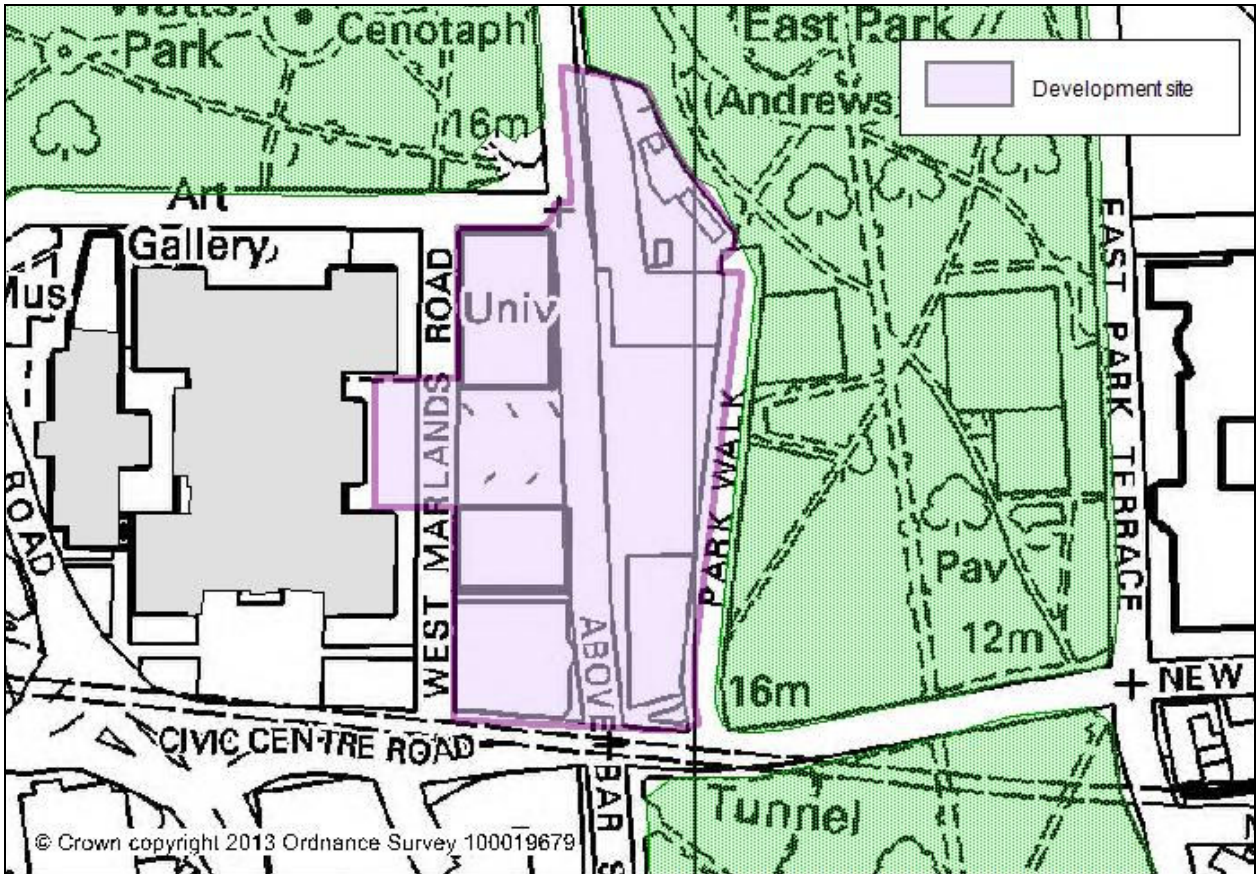 Watts
Park
Cenotaph
East Park
(Andrews
Development site
16m
Art
Gallery
Mus
Univ
WEST MARLANDS ROAD
ROAD
PARK WALK
EAST PARK TERRACE
Pav
12m
16m
NEW
ABOVE
BAR S
CIVIC CENTRE ROAD
Tunnel
© Crown copyright 2013 Ordnance Survey 100019679